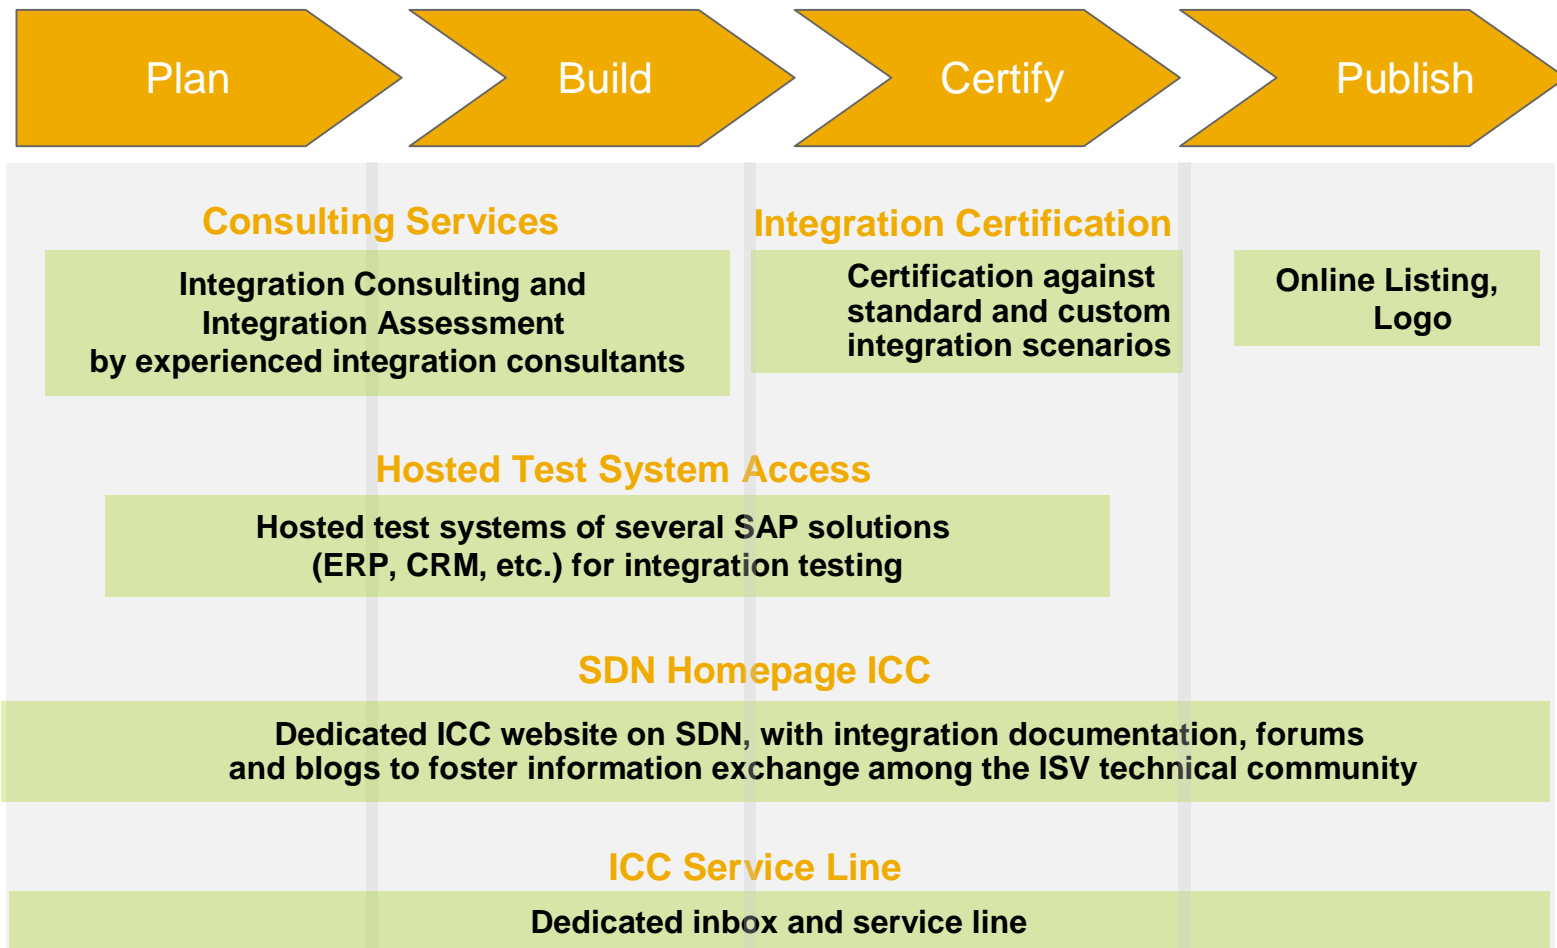 Plan
Build
Certify
Publish
Consulting Services
Integration Consulting and
Integration Assessment
by experienced integration consultants
Integration Certification
Certification against
standard and custom
integration scenarios
Online Listing,
Logo
Hosted Test System Access
Hosted test systems of several SAP solutions
(ERP, CRM, etc.) for integration testing
SDN Homepage ICC
Dedicated ICC website on SDN, with integration documentation, forums
and blogs to foster information exchange among the ISV technical community
ICC Service Line
Dedicated inbox and service line